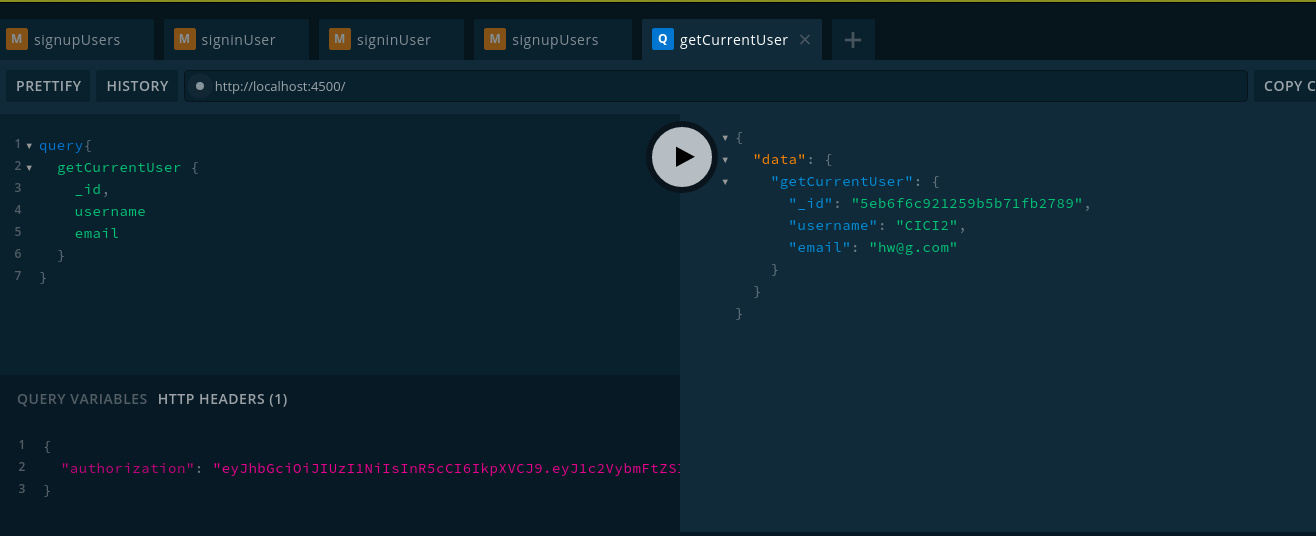 M signupUsers M signinUser M signinUser M signupUsers Q getCurrentUser × +
PRETTIFY HISTORY http://localhost:4500/ COPY C
1 query{
2 getCurrentUser {
3 _id,
4 username
5 email
6 }
7 }
{
"data": {
"getCurrentUser": {
"_id": "5eb6f6c921259b5b71fb2789",
"username": "CICI2",
"email": "hw@g.com"
}
}
}
QUERY VARIABLES HTTP HEADERS (1)
1 {
2 "authorization": "eyJhbGciOiJIUzI1NiIsInR5cCI6IkpXVCJ9.eyJ1c2VybmFtZSI
3 }